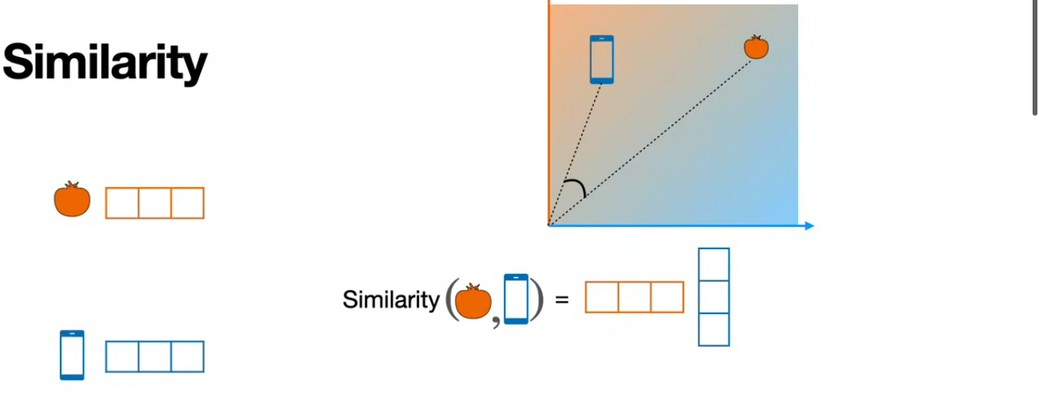 Similarity
Similarity ( , ) =